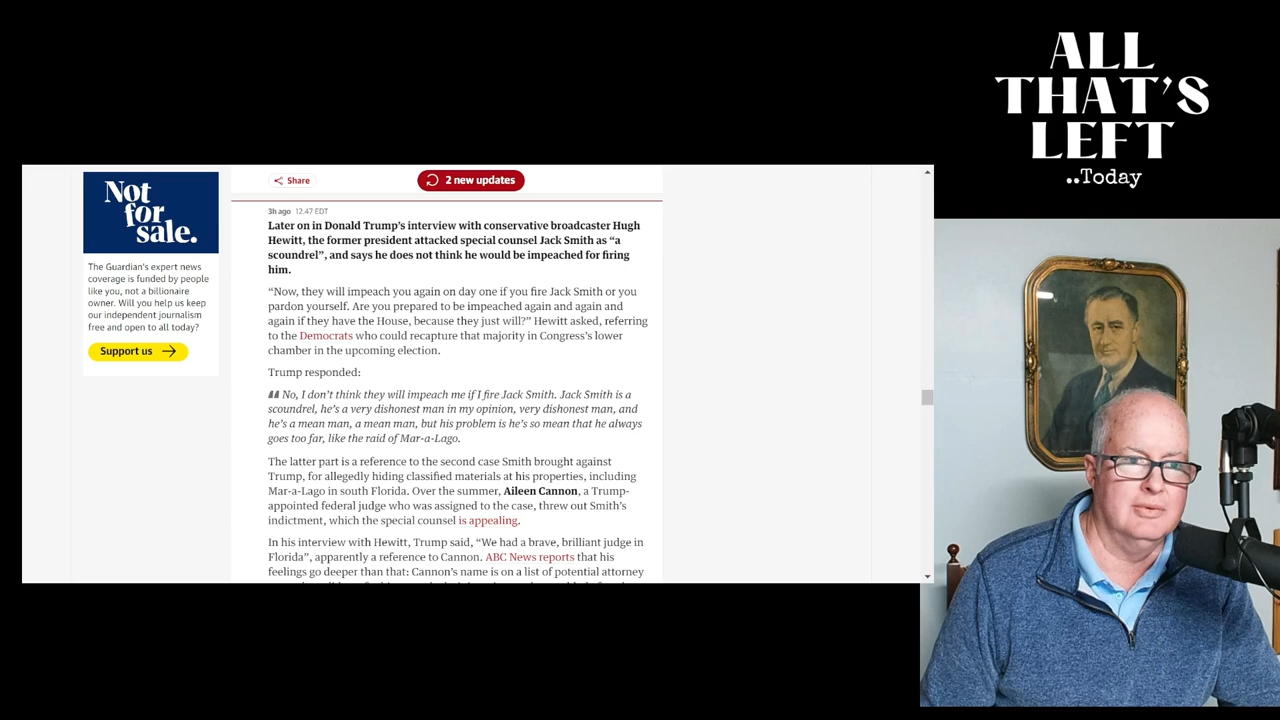 ALL
THAT'S
LEFT
..Today
Not
for
sale.
The Guardian's expert news
coverage is funded by people
like you, not a billionaire
owner. Will you help us keep
our independent journalism
free and open to all today?
Support us
Share
2 new updates
3h ago 12.47 EDT
Later on in Donald Trump's interview with conservative broadcaster Hugh
Hewitt, the former president attacked special counsel Jack Smith as “a
scoundrel”, and says he does not think he would be impeached for firing
him.
“Now, they will impeach you again on day one if you fire Jack Smith or you
pardon yourself. Are you prepared to be impeached again and again and
again if they have the House, because they just will?” Hewitt asked, referring
to the Democrats who could recapture that majority in Congress's lower
chamber in the upcoming election.
Trump responded:
No, I don't think they will impeach me if I fire Jack Smith. Jack Smith is a
scoundrel, he's a very dishonest man in my opinion, very dishonest man, and
he's a mean man, a mean man, but his problem is he's so mean that he always
goes too far, like the raid of Mar-a-Lago.
The latter part is a reference to the second case Smith brought against
Trump, for allegedly hiding classified materials at his properties, including
Mar-a-Lago in south Florida. Over the summer, Aileen Cannon, a Trump-
appointed federal judge who was assigned to the case, threw out Smith's
indictment, which the special counsel is appealing.
In his interview with Hewitt, Trump said, “We had a brave, brilliant judge in
Florida”, apparently a reference to Cannon. ABC News reports that his
feelings go deeper than that: Cannon's name is on a list of potential attorney